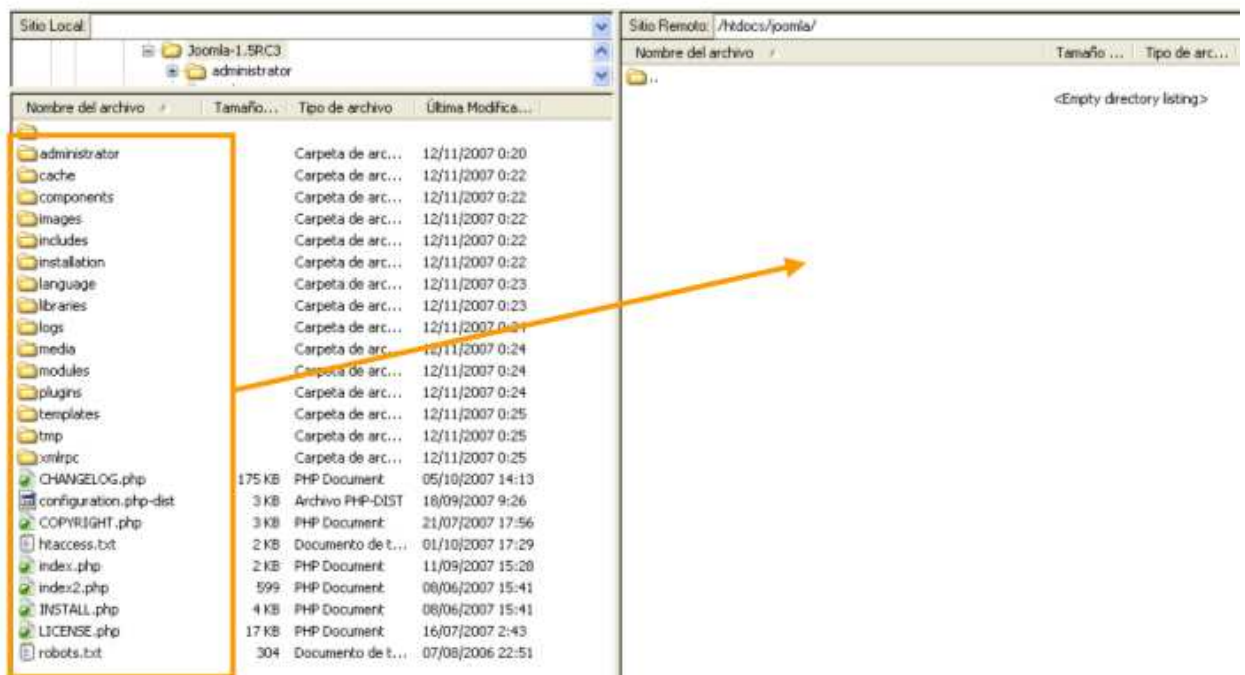 Sitio Local:
Joomla-1.5RC3
administrator
Nombre del archivo Tamaño... Tipo de archivo Última Modifica...
administrator Carpeta de arc... 12/11/2007 0:20
cache Carpeta de arc... 12/11/2007 0:22
components Carpeta de arc... 12/11/2007 0:22
images Carpeta de arc... 12/11/2007 0:22
includes Carpeta de arc... 12/11/2007 0:22
installation Carpeta de arc... 12/11/2007 0:22
language Carpeta de arc... 12/11/2007 0:23
libraries Carpeta de arc... 12/11/2007 0:23
logs Carpeta de arc... 12/11/2007 0:24
media Carpeta de arc... 12/11/2007 0:24
modules Carpeta de arc... 12/11/2007 0:24
plugins Carpeta de arc... 12/11/2007 0:24
templates Carpeta de arc... 12/11/2007 0:25
tmp Carpeta de arc... 12/11/2007 0:25
xmlrpc Carpeta de arc... 12/11/2007 0:25
CHANGELOG.php 175 KB PHP Document 05/10/2007 14:13
configuration.php-dist 3 KB Archivo PHP-DIST 18/09/2007 9:26
COPYRIGHT.php 3 KB PHP Document 21/07/2007 17:56
htaccess.txt 2 KB Documento de t... 01/10/2007 17:29
index.php 2 KB PHP Document 11/09/2007 15:28
index2.php 599 PHP Document 08/06/2007 15:41
INSTALL.php 4 KB PHP Document 08/06/2007 15:41
LICENSE.php 17 KB PHP Document 16/07/2007 2:43
robots.txt 304 Documento de t... 07/08/2006 22:51
Sitio Remoto: /htdocs/joomla/
Nombre del archivo Tamaño ... Tipo de arc...
..
<Empty directory listing>